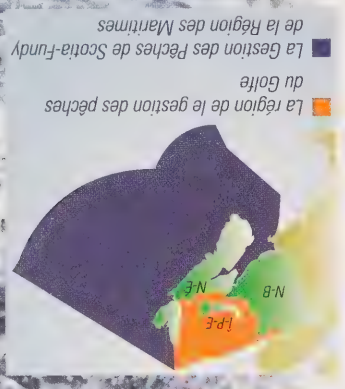 Î-P-É
N-B
N-É
La région de le gestion des pêches
du Golfe
La Gestion des Pêches de Scotia-Fundy
de la Région des Maritimes